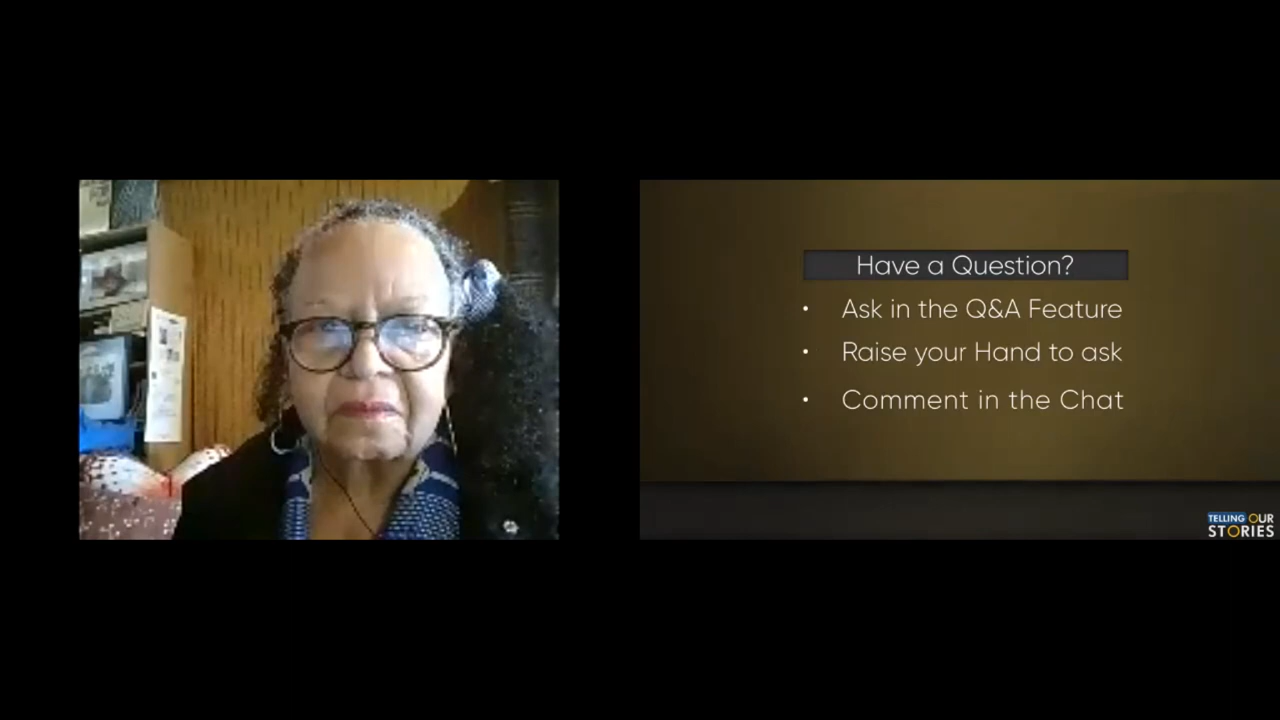 Have a Question?
• Ask in the Q&A Feature
• Raise your Hand to ask
• Comment in the Chat
TELLING OUR
STORIES